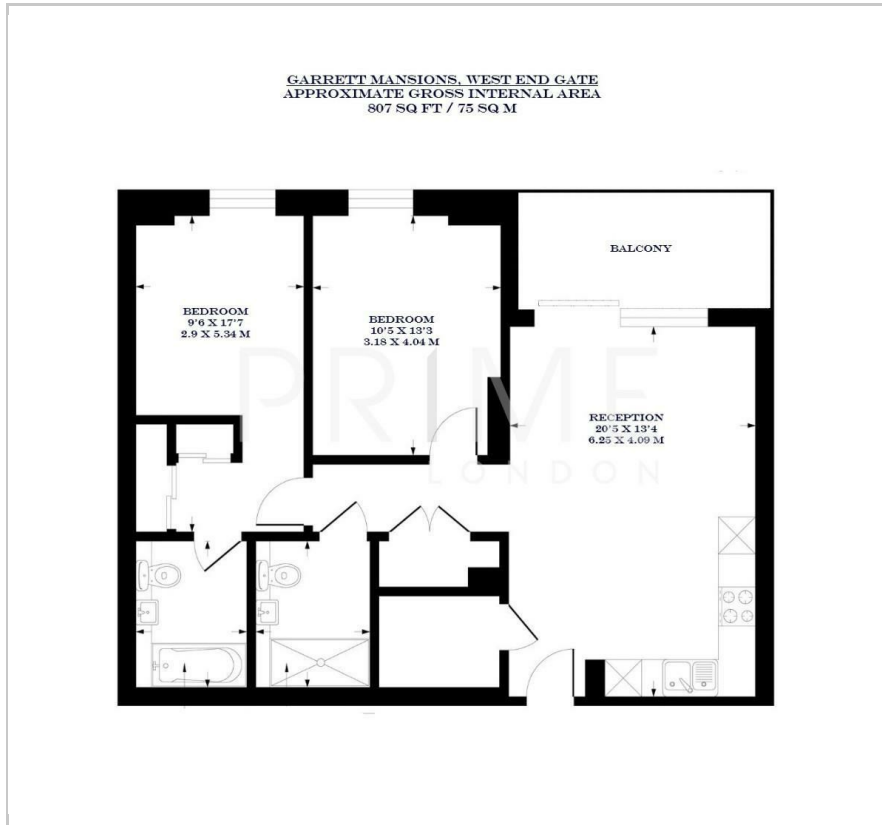 GARRETT MANSIONS, WEST END GATE
APPROXIMATE GROSS INTERNAL AREA
807 SQ FT / 75 SQ M
BALCONY
BEDROOM
9'6 X 17'7
2.9 X 5.34 M
BEDROOM
10'5 X 13'3
3.18 X 4.04 M
RECEPTION
20'5 X 13'4
6.25 X 4.09 M
PRIME
LONDON